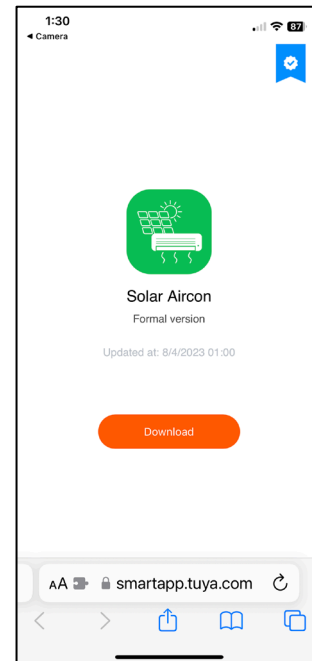 1:30
87
◀ Camera
Solar Aircon
Formal version
Updated at: 8/4/2023 01:00
Download
AA smartapp.tuya.com